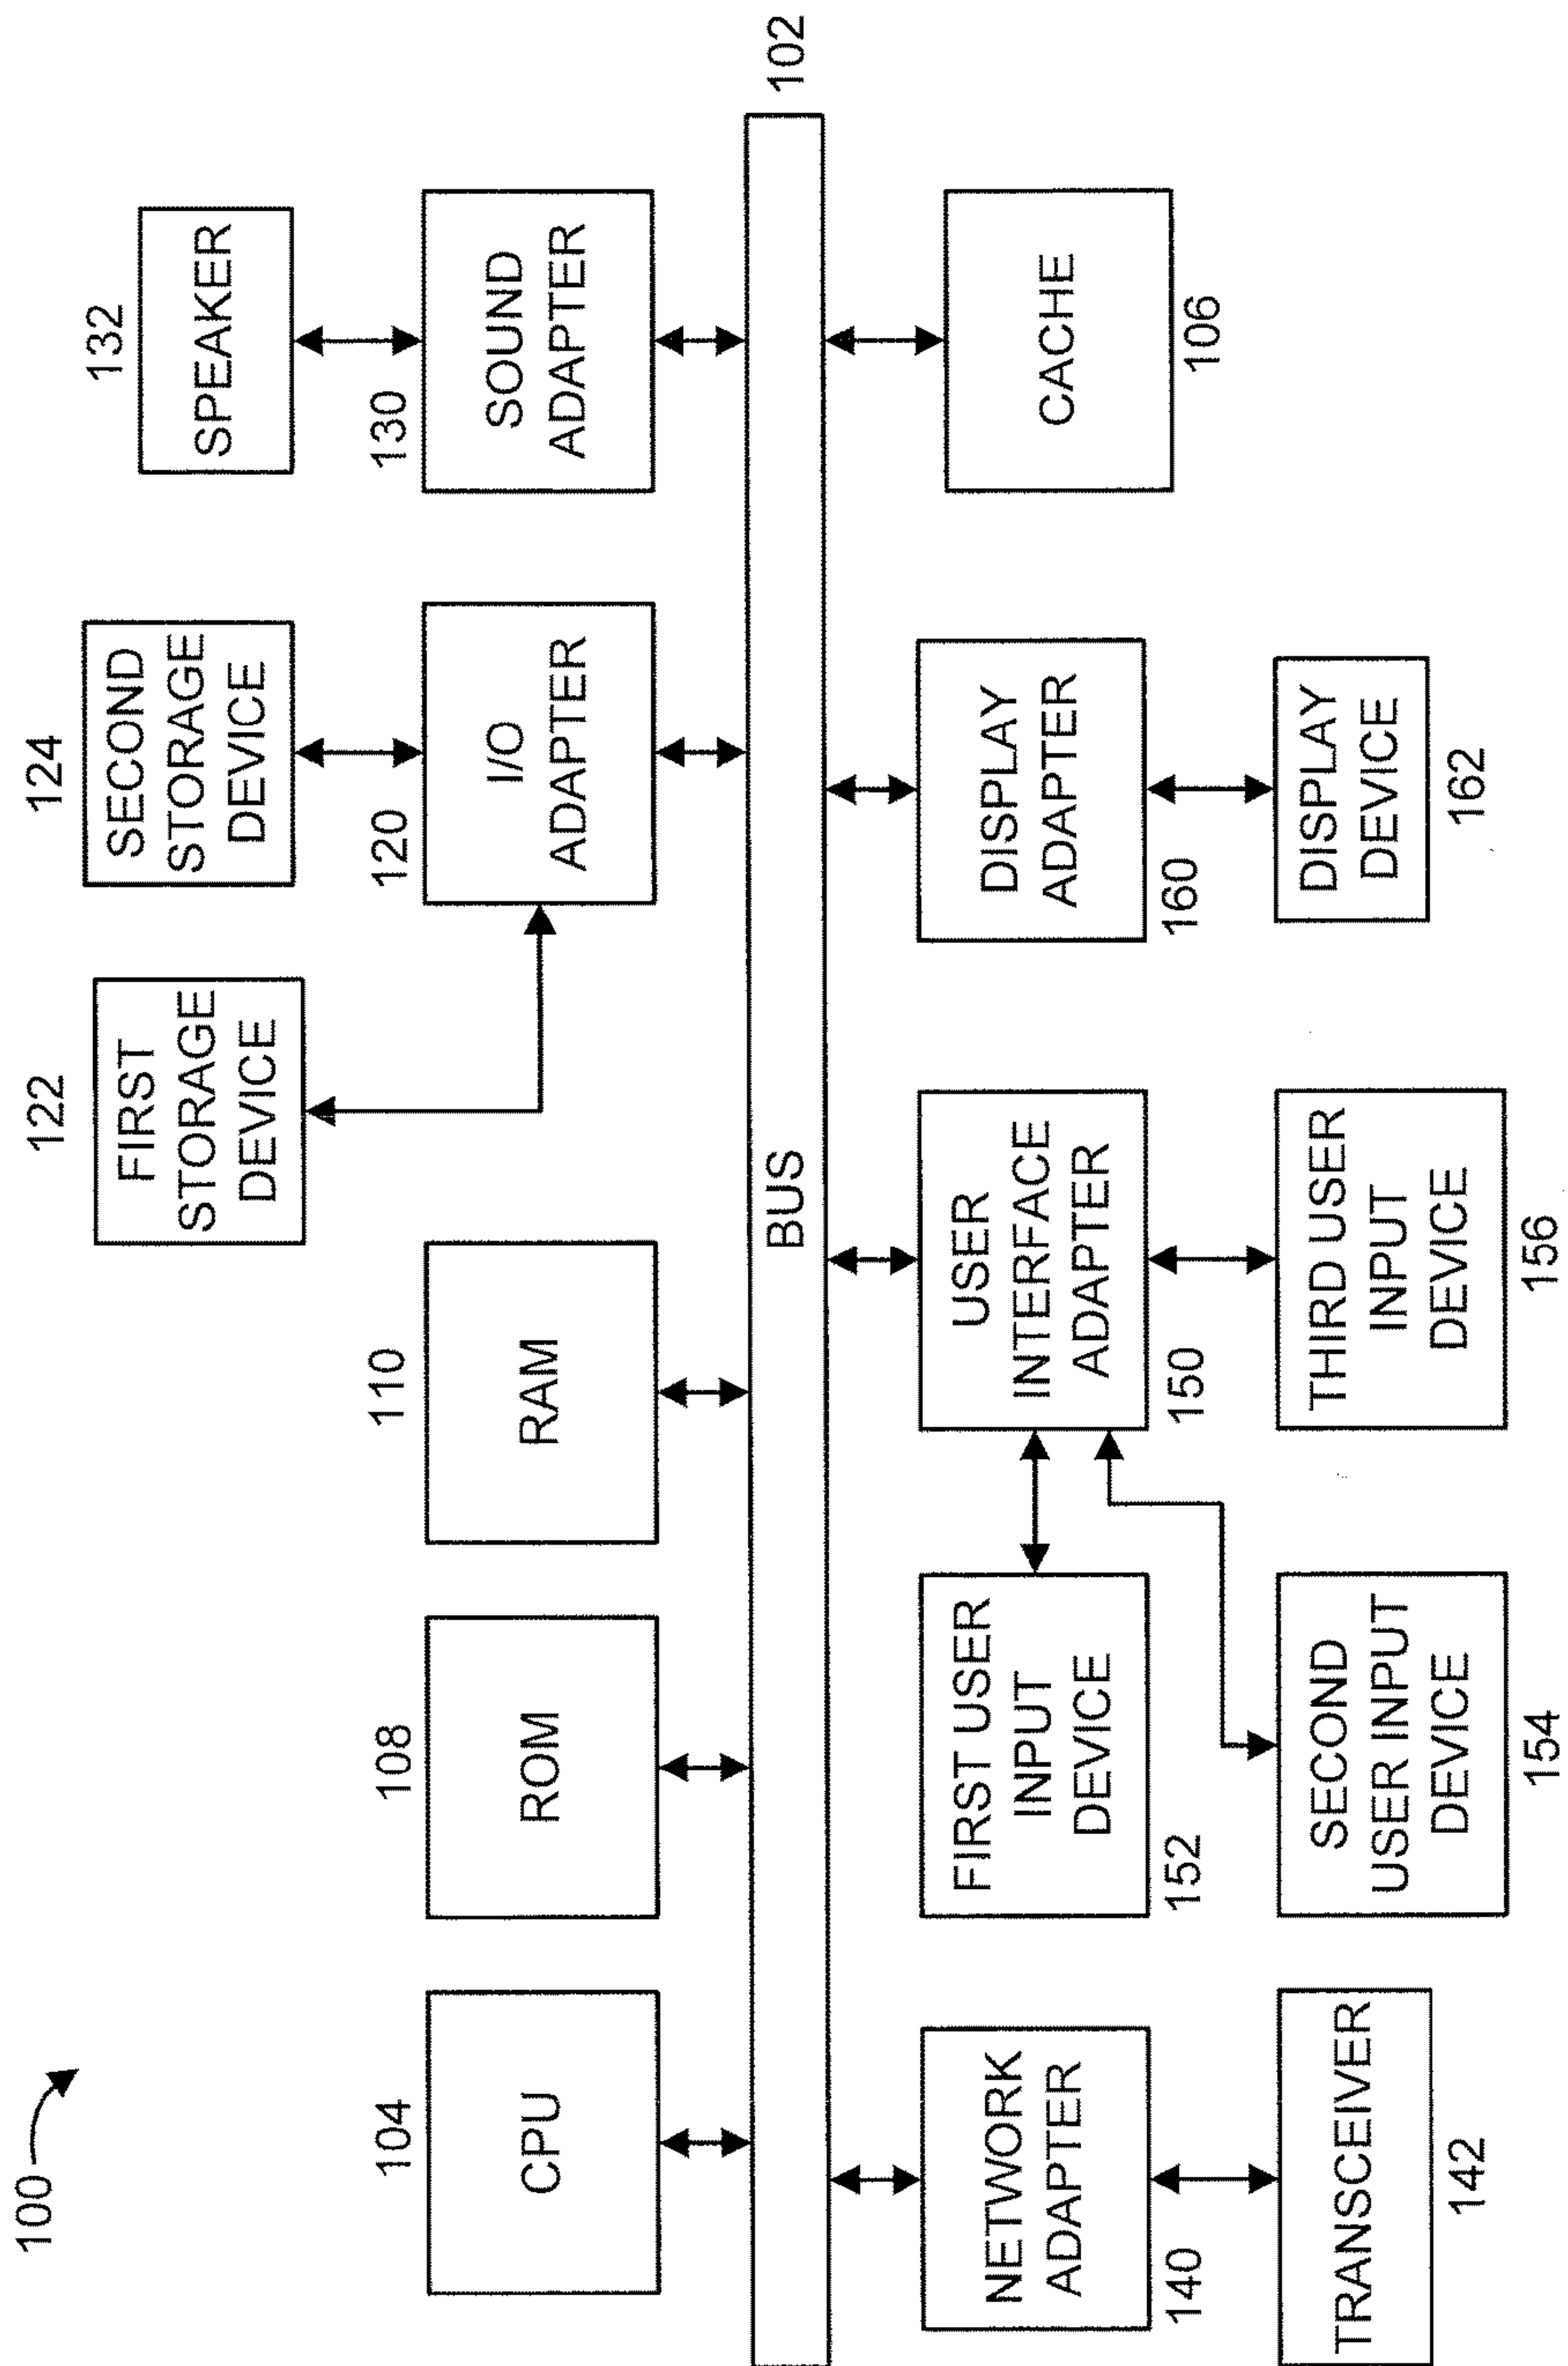 100
104
CPU
108
ROM
110
RAM
122
FIRST
STORAGE
DEVICE
124
SECOND
STORAGE
DEVICE
120
I/O
ADAPTER
132
SPEAKER
130
SOUND
ADAPTER
BUS
102
NETWORK
ADAPTER
140
TRANSCEIVER
142
FIRST USER
INPUT
DEVICE
152
SECOND
USER INPUT
DEVICE
154
USER
INTERFACE
ADAPTER
150
THIRD USER
INPUT
DEVICE
156
DISPLAY
ADAPTER
160
DISPLAY
DEVICE
162
CACHE
106